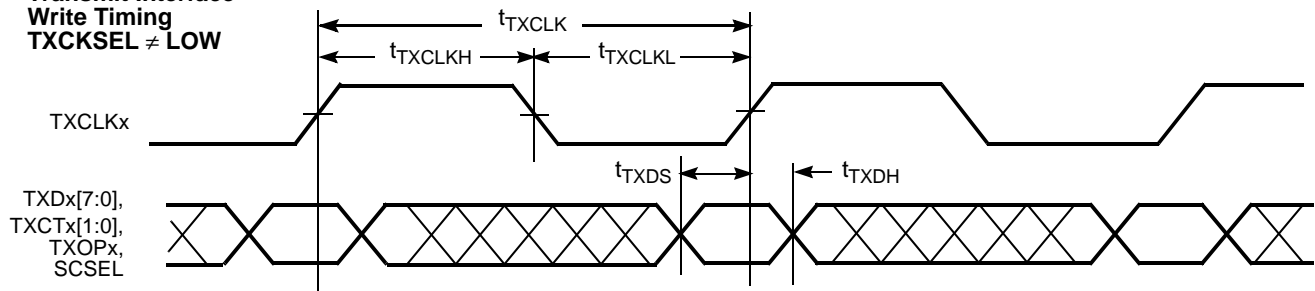 Transmit Interface
Write Timing
TXCKSEL ≠ LOW
tTXCLK
tTXCLKH
tTXCLKL
TXCLKx
tTXDS
tTXDH
TXDx[7:0],
TXCTx[1:0],
TXOPx,
SCSEL